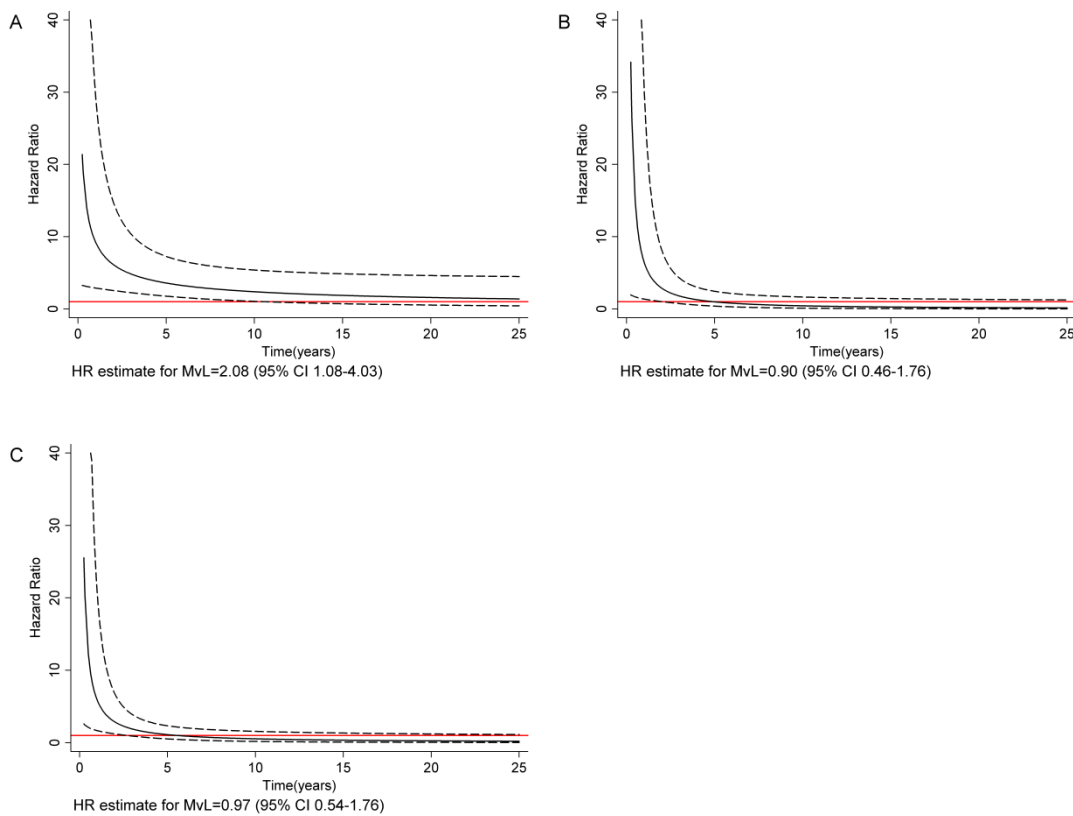 A
Hazard Ratio
40
30
20
10
0
0 5 10 15 20 25
Time(years)
HR estimate for MvL=2.08 (95% CI 1.08-4.03)
B
Hazard Ratio
40
30
20
10
0
0 5 10 15 20 25
Time(years)
HR estimate for MvL=0.90 (95% CI 0.46-1.76)
C
Hazard Ratio
40
30
20
10
0
0 5 10 15 20 25
Time(years)
HR estimate for MvL=0.97 (95% CI 0.54-1.76)